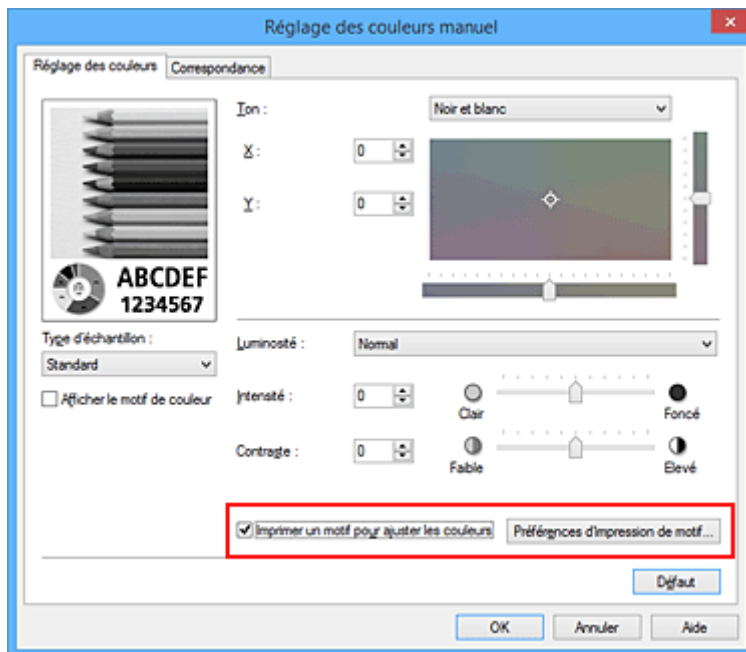 Réglage des couleurs manuel
Réglage des couleurs
Correspondance
Ton :
Noir et blanc
X :
0
Y :
0
ABCDEF
1234567
Type d'échantillon :
Standard
Afficher le motif de couleur
Luminosité :
Normal
Intensité :
0
Clair
Foncé
Contraste :
0
Faible
Elevé
Imprimer un motif pour ajuster les couleurs
Préférences d'impression de motif...
Défaut
OK
Annuler
Aide